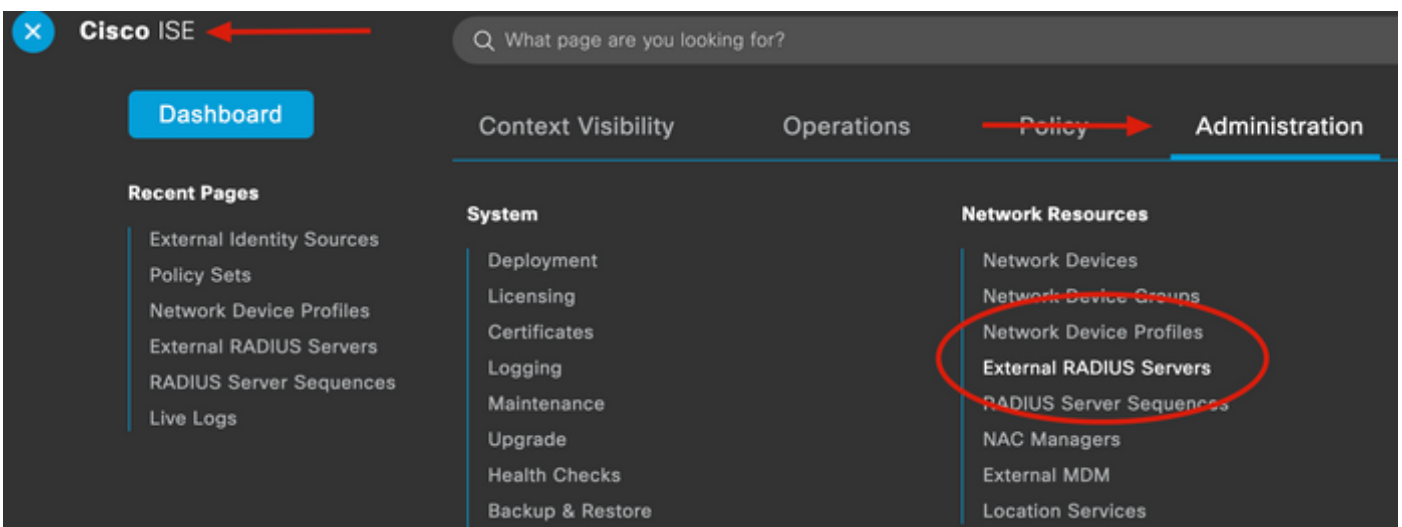 Cisco ISE
What page are you looking for?
Dashboard
Context Visibility
Operations
Policy
Administration
Recent Pages
External Identity Sources
Policy Sets
Network Device Profiles
External RADIUS Servers
RADIUS Server Sequences
Live Logs
System
Deployment
Licensing
Certificates
Logging
Maintenance
Upgrade
Health Checks
Backup & Restore
Network Resources
Network Devices
Network Device Groups
Network Device Profiles
External RADIUS Servers
RADIUS Server Sequences
NAC Managers
External MDM
Location Services